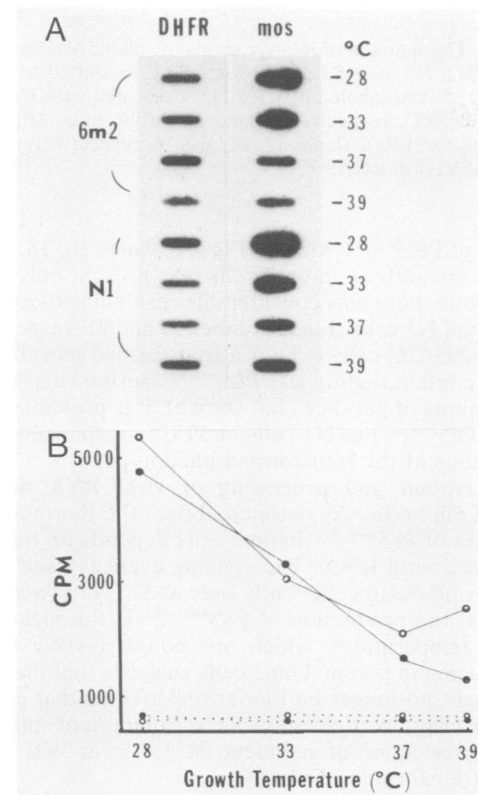 A
DHFR mos
°C
6m2
-28
-33
-37
-39
N1
-28
-33
-37
-39
B
CPM
5000
3000
1000
28 33 37 39
Growth Temperature (°C)